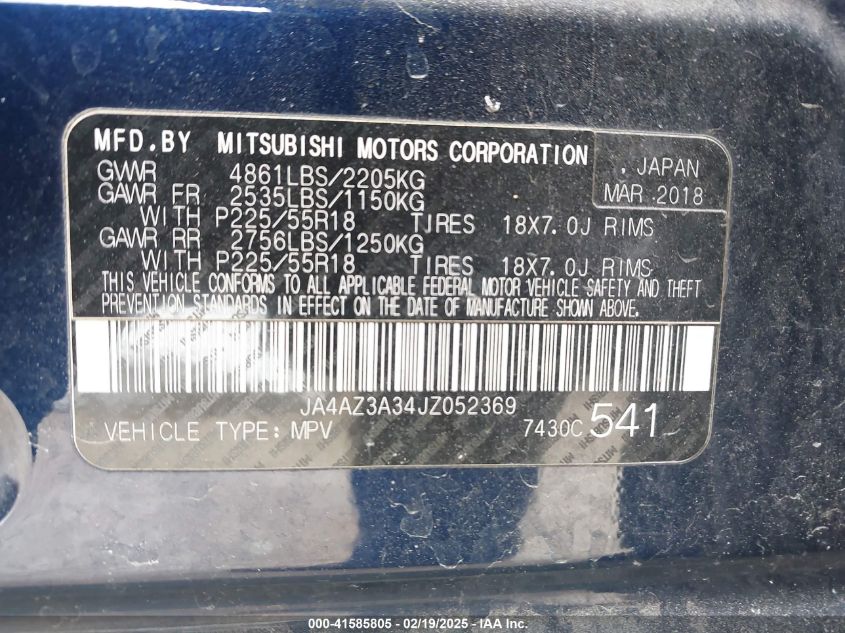 MFD.BY MITSUBISHI MOTORS CORPORATION
, JAPAN
MAR 2018
GVWR 4861LBS/2205KG
GAWR FR 2535LBS/1150KG
WITH P225/55R18 TIRES 18X7.0J RIMS
GAWR RR 2756LBS/1250KG
WITH P225/55R18 TIRES 18X7.0J RIMS
THIS VEHICLE CONFORMS TO ALL APPLICABLE FEDERAL MOTOR VEHICLE SAFETY AND THEFT
PREVENTION STANDARDS IN EFFECT ON THE DATE OF MANUFACTURE SHOWN ABOVE.
JA4AZ3A34JZ052369
VEHICLE TYPE: MPV 7430C 541
000-41585805 - 02/19/2025 - IAA Inc.